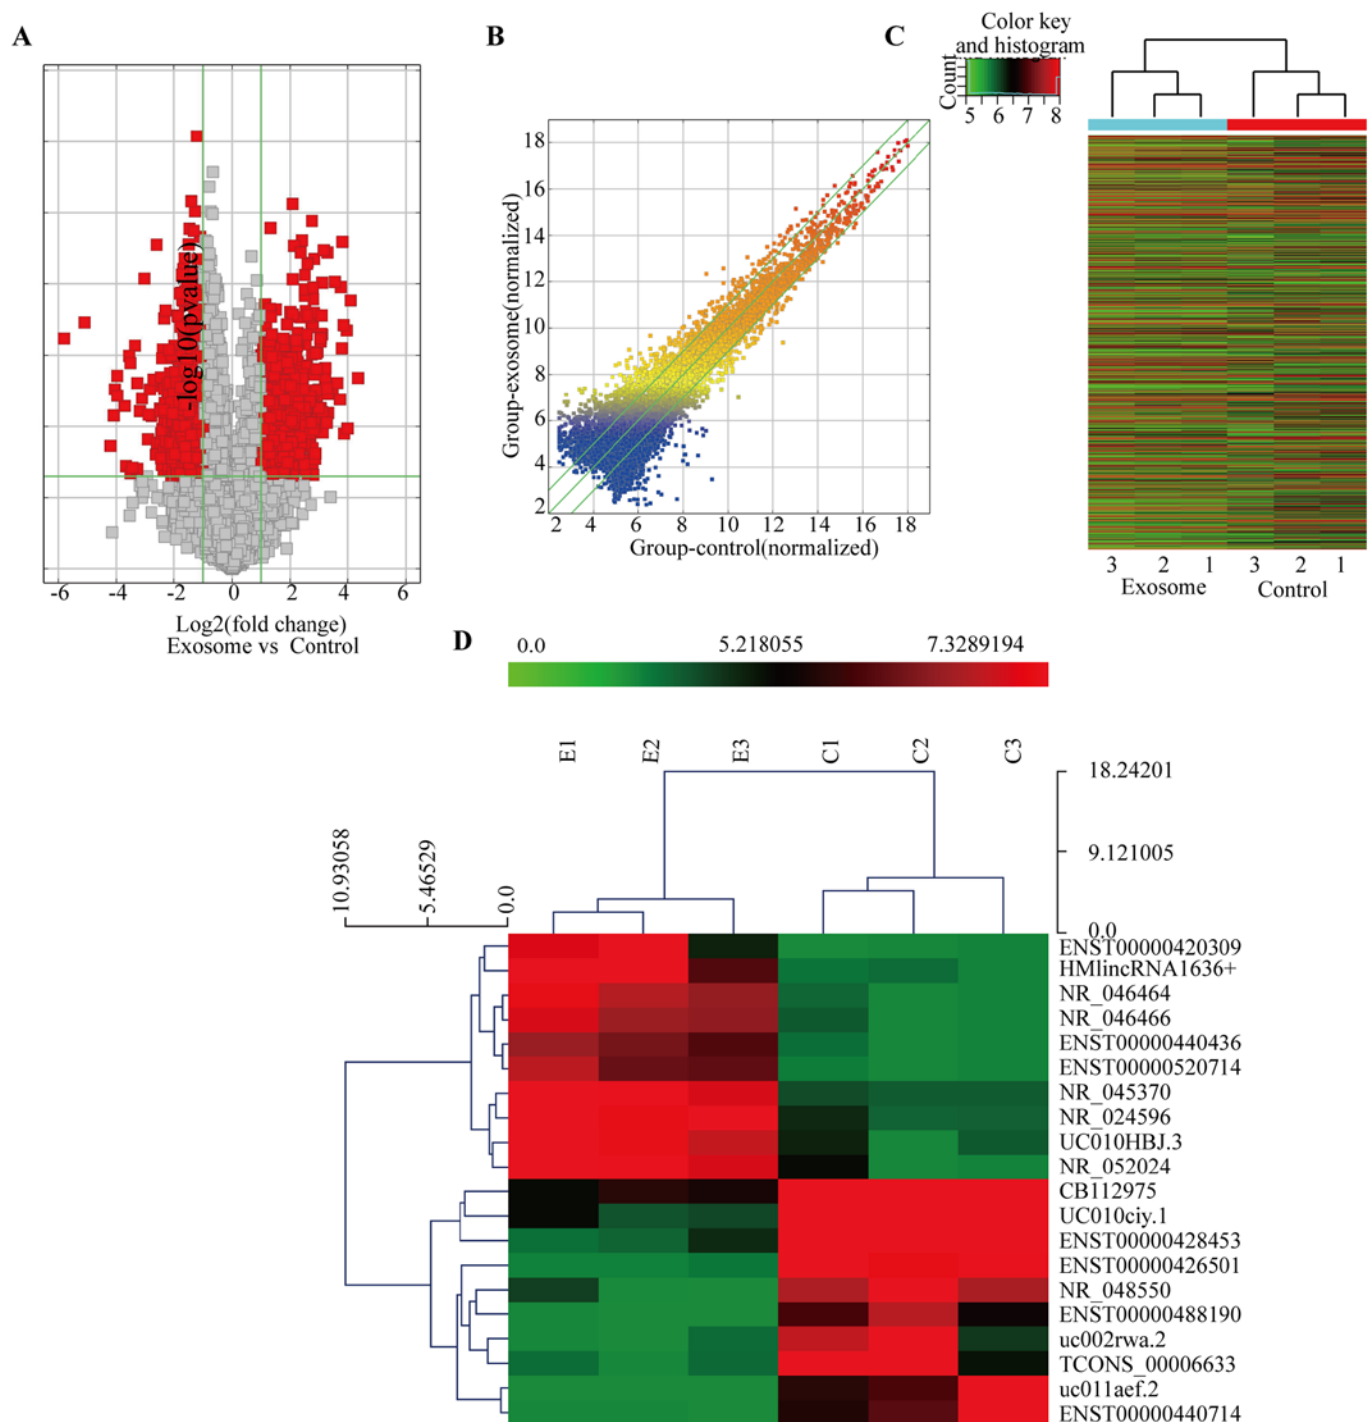 A
-log10(pvalue)
-6 -4 -2 0 2 4 6
Log2(fold change)
Exosome vs Control
B
Group-exosome(normalized)
18
16
14
12
10
8
6
4
2
2 4 6 8 10 12 14 16 18
Group-control(normalized)
C
Color key
and histogram
Count
5 6 7 8
3 2 1 3 2 1
Exosome Control
D
0.0 5.218055 7.3289194
E1 E2 E3 C1 C2 C3
18.24201
9.121005
0.0
10.93058 5.46529 0.0
ENST00000420309
HMlincRNA1636+
NR_046464
NR_046466
ENST00000440436
ENST00000520714
NR_045370
NR_024596
UC010HBJ.3
NR_052024
CB112975
UC010ciy.1
ENST00000428453
ENST00000426501
NR_048550
ENST00000488190
uc002rwa.2
TCONS_00006633
uc011aef.2
ENST00000440714